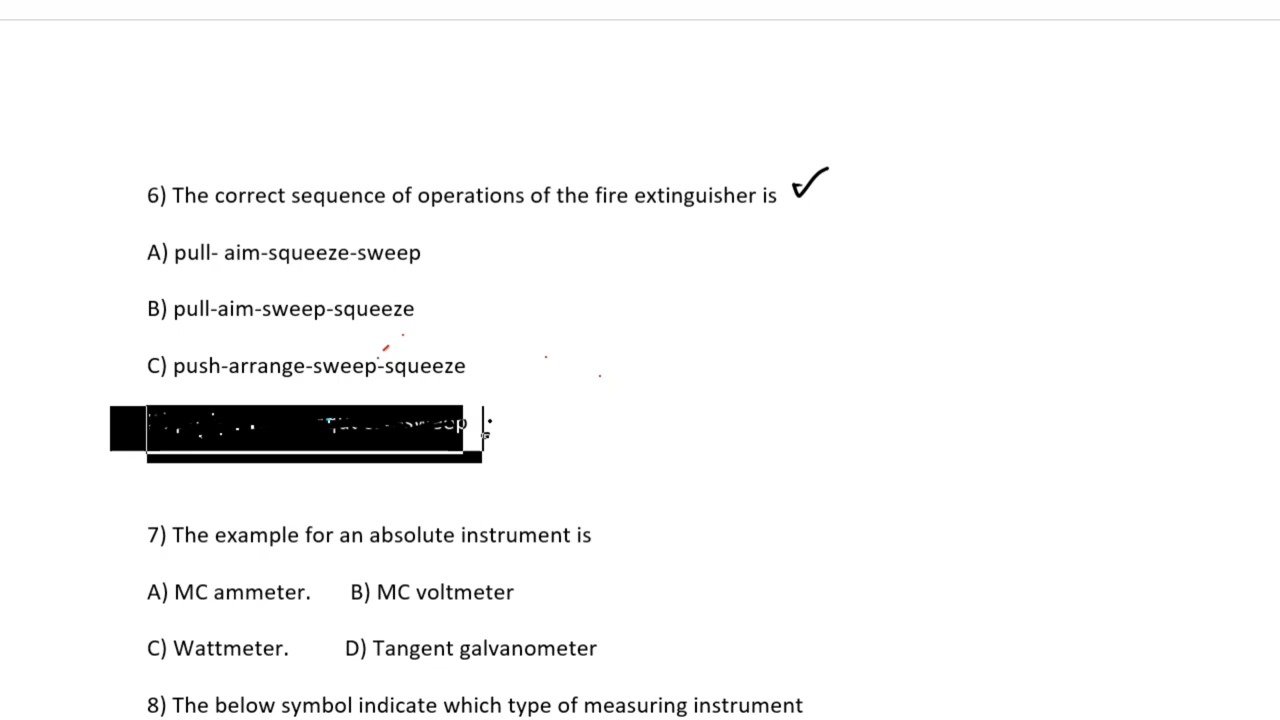 6) The correct sequence of operations of the fire extinguisher is
A) pull- aim-squeeze-sweep
B) pull-aim-sweep-squeeze
C) push-arrange-sweep-squeeze
7) The example for an absolute instrument is
A) MC ammeter. B) MC voltmeter
C) Wattmeter. D) Tangent galvanometer
8) The below symbol indicate which type of measuring instrument